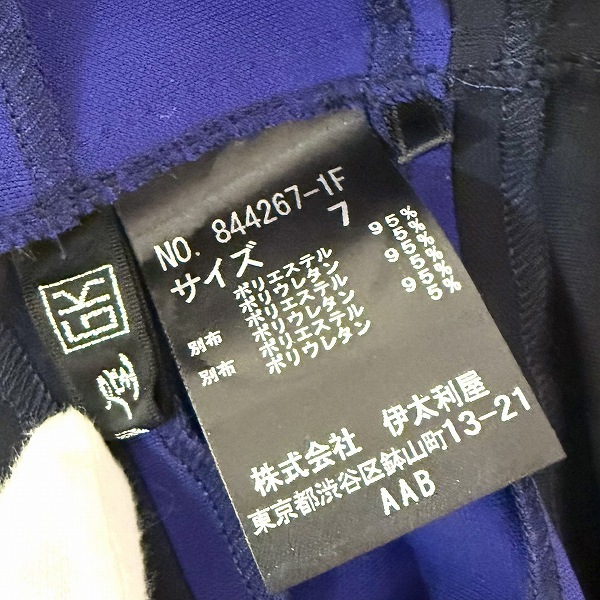 NO. 844267-1F
サイズ 7
ポリエステル 95%
ポリウレタン 5%
別布 ポリエステル 95%
ポリウレタン 5%
別布 ポリエステル 95%
ポリウレタン 5%
株式会社 伊太利屋
東京都渋谷区鉢山町13-21
AAB
GK